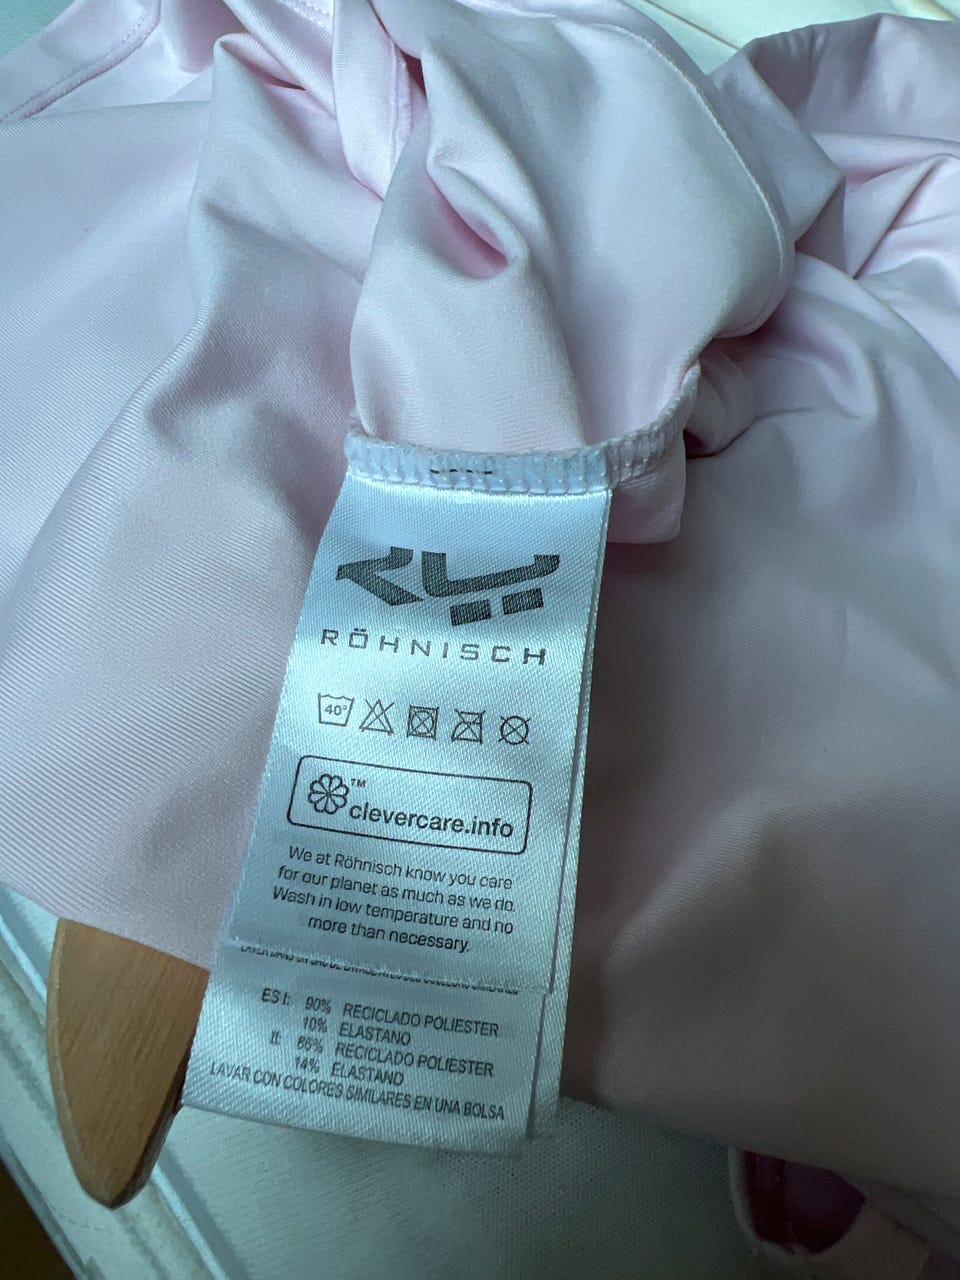 RÖHNISCH
40°
TM
clevercare.info
We at Röhnisch know you care
for our planet as much as we do.
Wash in low temperature and no
more than necessary.
ES I: 90% RECICLADO POLIESTER
10% ELASTANO
II: 86% RECICLADO POLIESTER
14% ELASTANO
LAVAR CON COLORES SIMILARES EN UNA BOLSA